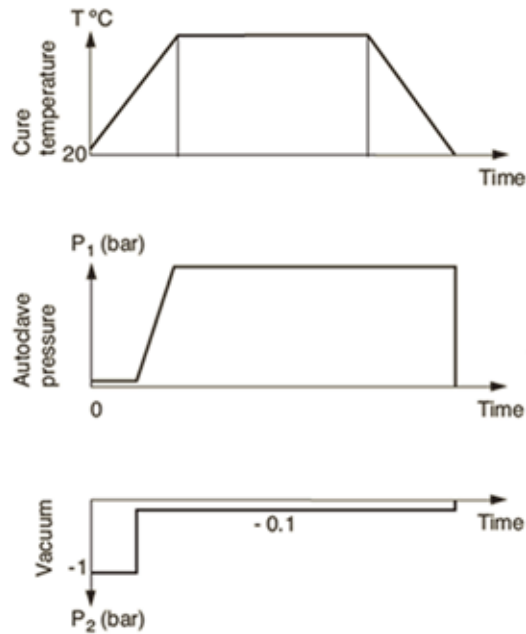 T °C
Cure
temperature
20
Time
P₁ (bar)
Autoclave
pressure
0
Time
Vacuum
- 0.1
Time
-1
P₂ (bar)